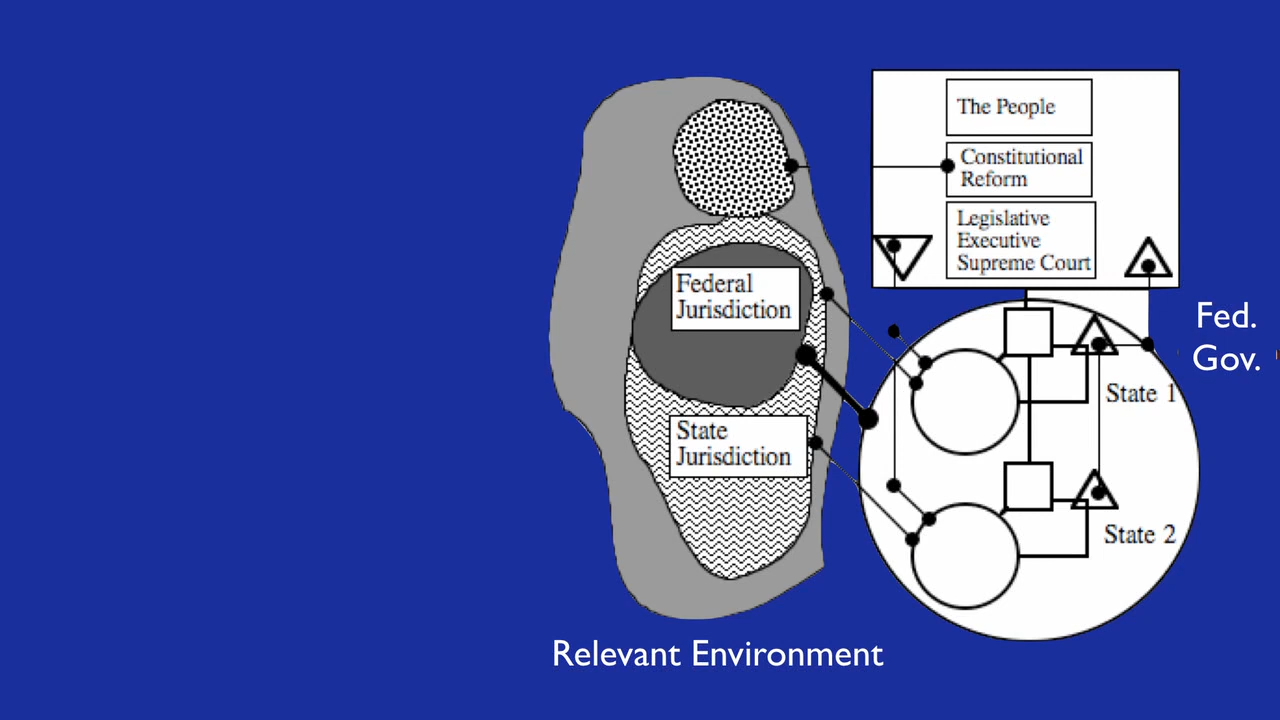 The People
Constitutional
Reform
Legislative
Executive
Supreme Court
Federal
Jurisdiction
Fed.
Gov.
State 1
State
Jurisdiction
State 2
Relevant Environment